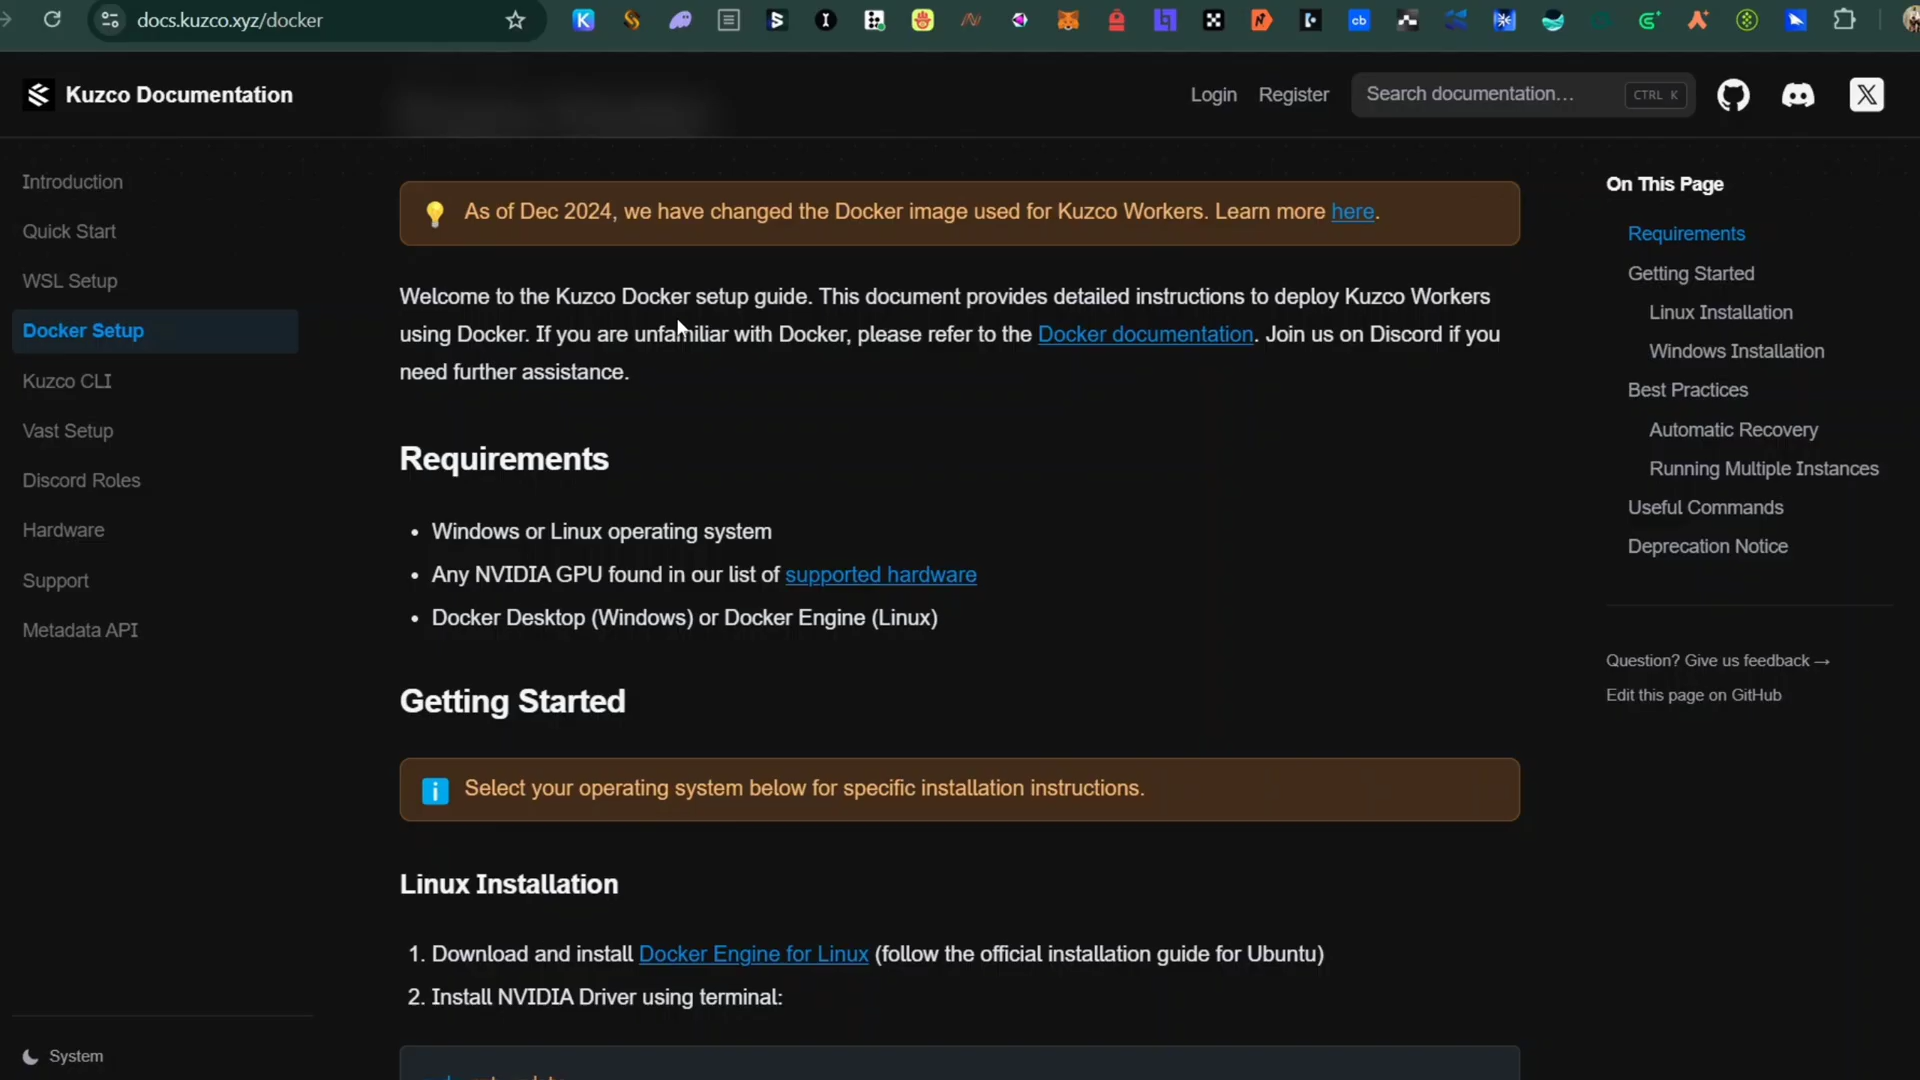 docs.kuzco.xyz/docker
Kuzco Documentation
Login
Register
Search documentation…
CTRL K
Introduction
Quick Start
WSL Setup
Docker Setup
Kuzco CLI
Vast Setup
Discord Roles
Hardware
Support
Metadata API
System
As of Dec 2024, we have changed the Docker image used for Kuzco Workers. Learn more here.
Welcome to the Kuzco Docker setup guide. This document provides detailed instructions to deploy Kuzco Workers
using Docker. If you are unfamiliar with Docker, please refer to the Docker documentation. Join us on Discord if you
need further assistance.
Requirements
• Windows or Linux operating system
• Any NVIDIA GPU found in our list of supported hardware
• Docker Desktop (Windows) or Docker Engine (Linux)
Getting Started
Select your operating system below for specific installation instructions.
Linux Installation
1. Download and install Docker Engine for Linux (follow the official installation guide for Ubuntu)
2. Install NVIDIA Driver using terminal:
On This Page
Requirements
Getting Started
Linux Installation
Windows Installation
Best Practices
Automatic Recovery
Running Multiple Instances
Useful Commands
Deprecation Notice
Question? Give us feedback →
Edit this page on GitHub